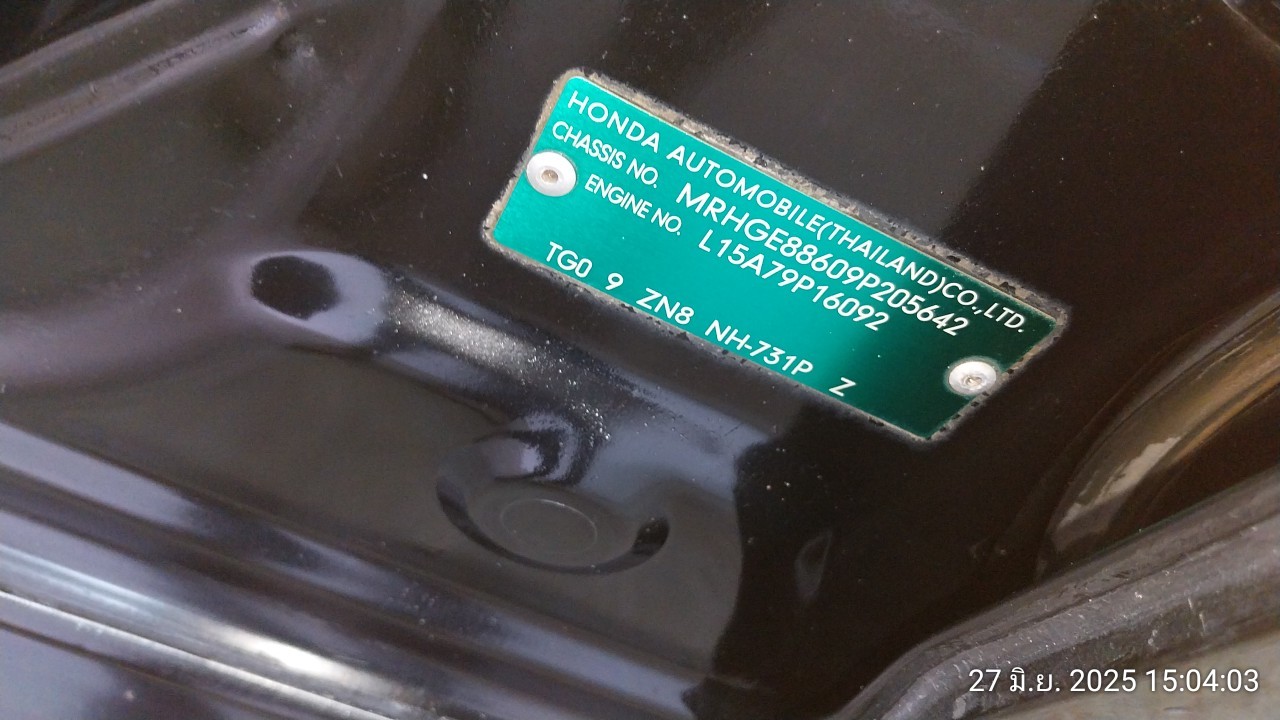 HONDA AUTOMOBILE(THAILAND)CO.,LTD.
CHASSIS NO. MRHGE88609P205642
ENGINE NO. L15A79P16092
TG0 9 ZN8 NH-731P Z
27 มิ.ย. 2025 15:04:03